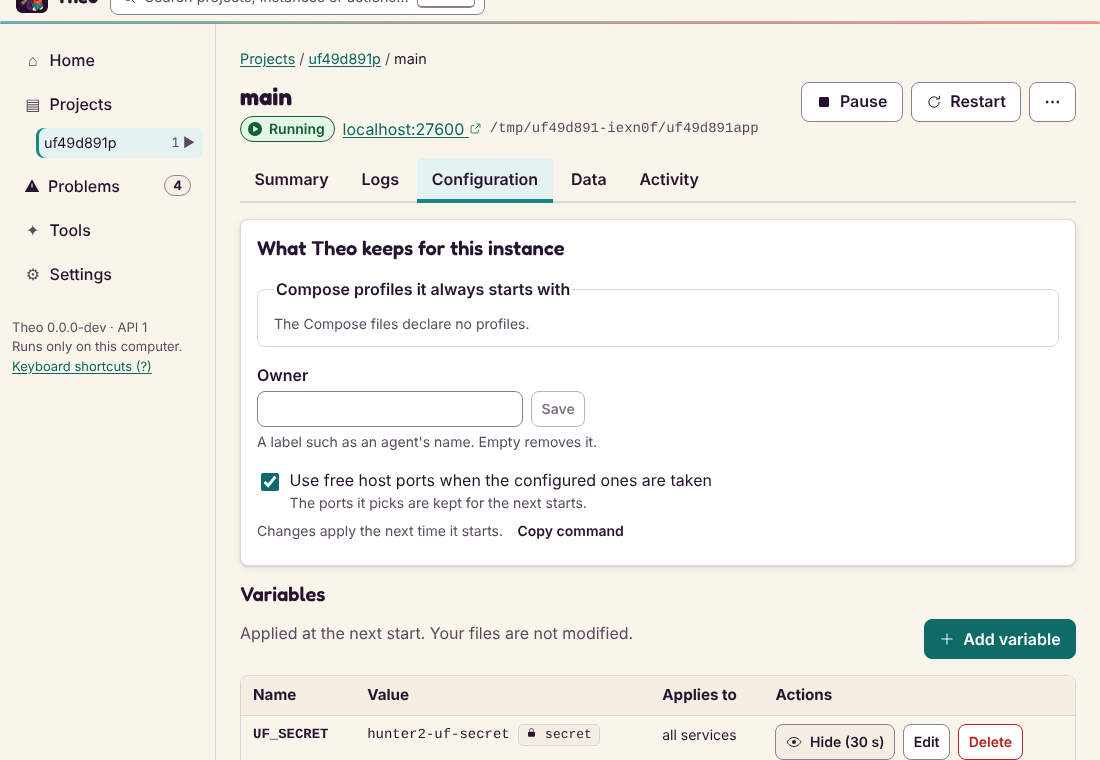 Theo
Search projects, instances or actions...
Home
Projects
uf49d891p 1
Problems 4
Tools
Settings
Theo 0.0.0-dev · API 1
Runs only on this computer.
Keyboard shortcuts (?)
Projects / uf49d891p / main
main
Pause
Restart
...
Running localhost:27600 /tmp/uf49d891-iexn0f/uf49d891app
Summary Logs Configuration Data Activity
What Theo keeps for this instance
Compose profiles it always starts with
The Compose files declare no profiles.
Owner
Save
A label such as an agent's name. Empty removes it.
Use free host ports when the configured ones are taken
The ports it picks are kept for the next starts.
Changes apply the next time it starts. Copy command
Variables
Applied at the next start. Your files are not modified.
+ Add variable
Name Value Applies to Actions
UF_SECRET hunter2-uf-secret secret all services Hide (30 s) Edit Delete